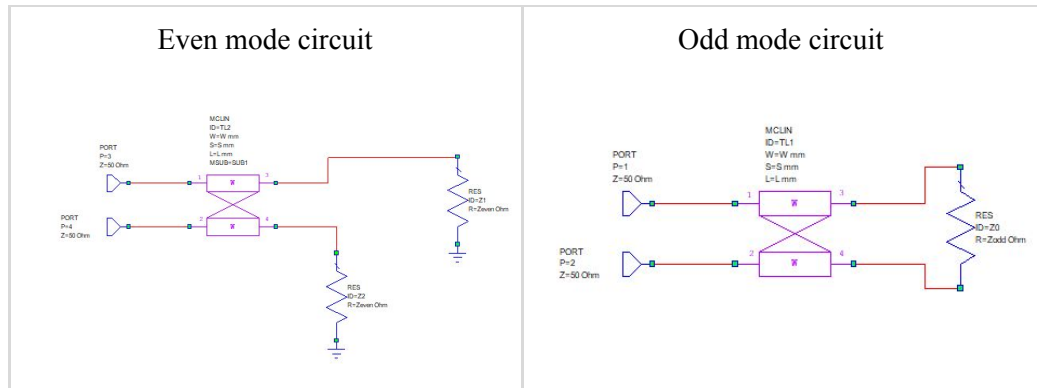 Even mode circuit
MCLIN
ID=TL2
W=W mm
S=S mm
L=L mm
MSUB=SUB1
PORT
P=3
Z=50 Ohm
1
3
W
RES
ID=Z1
R=Zeven Ohm
PORT
P=4
Z=50 Ohm
2
4
W
RES
ID=Z2
R=Zeven Ohm
Odd mode circuit
MCLIN
ID=TL1
W=W mm
S=S mm
L=L mm
PORT
P=1
Z=50 Ohm
1
3
W
RES
ID=Z0
R=Zodd Ohm
PORT
P=2
Z=50 Ohm
2
4
W